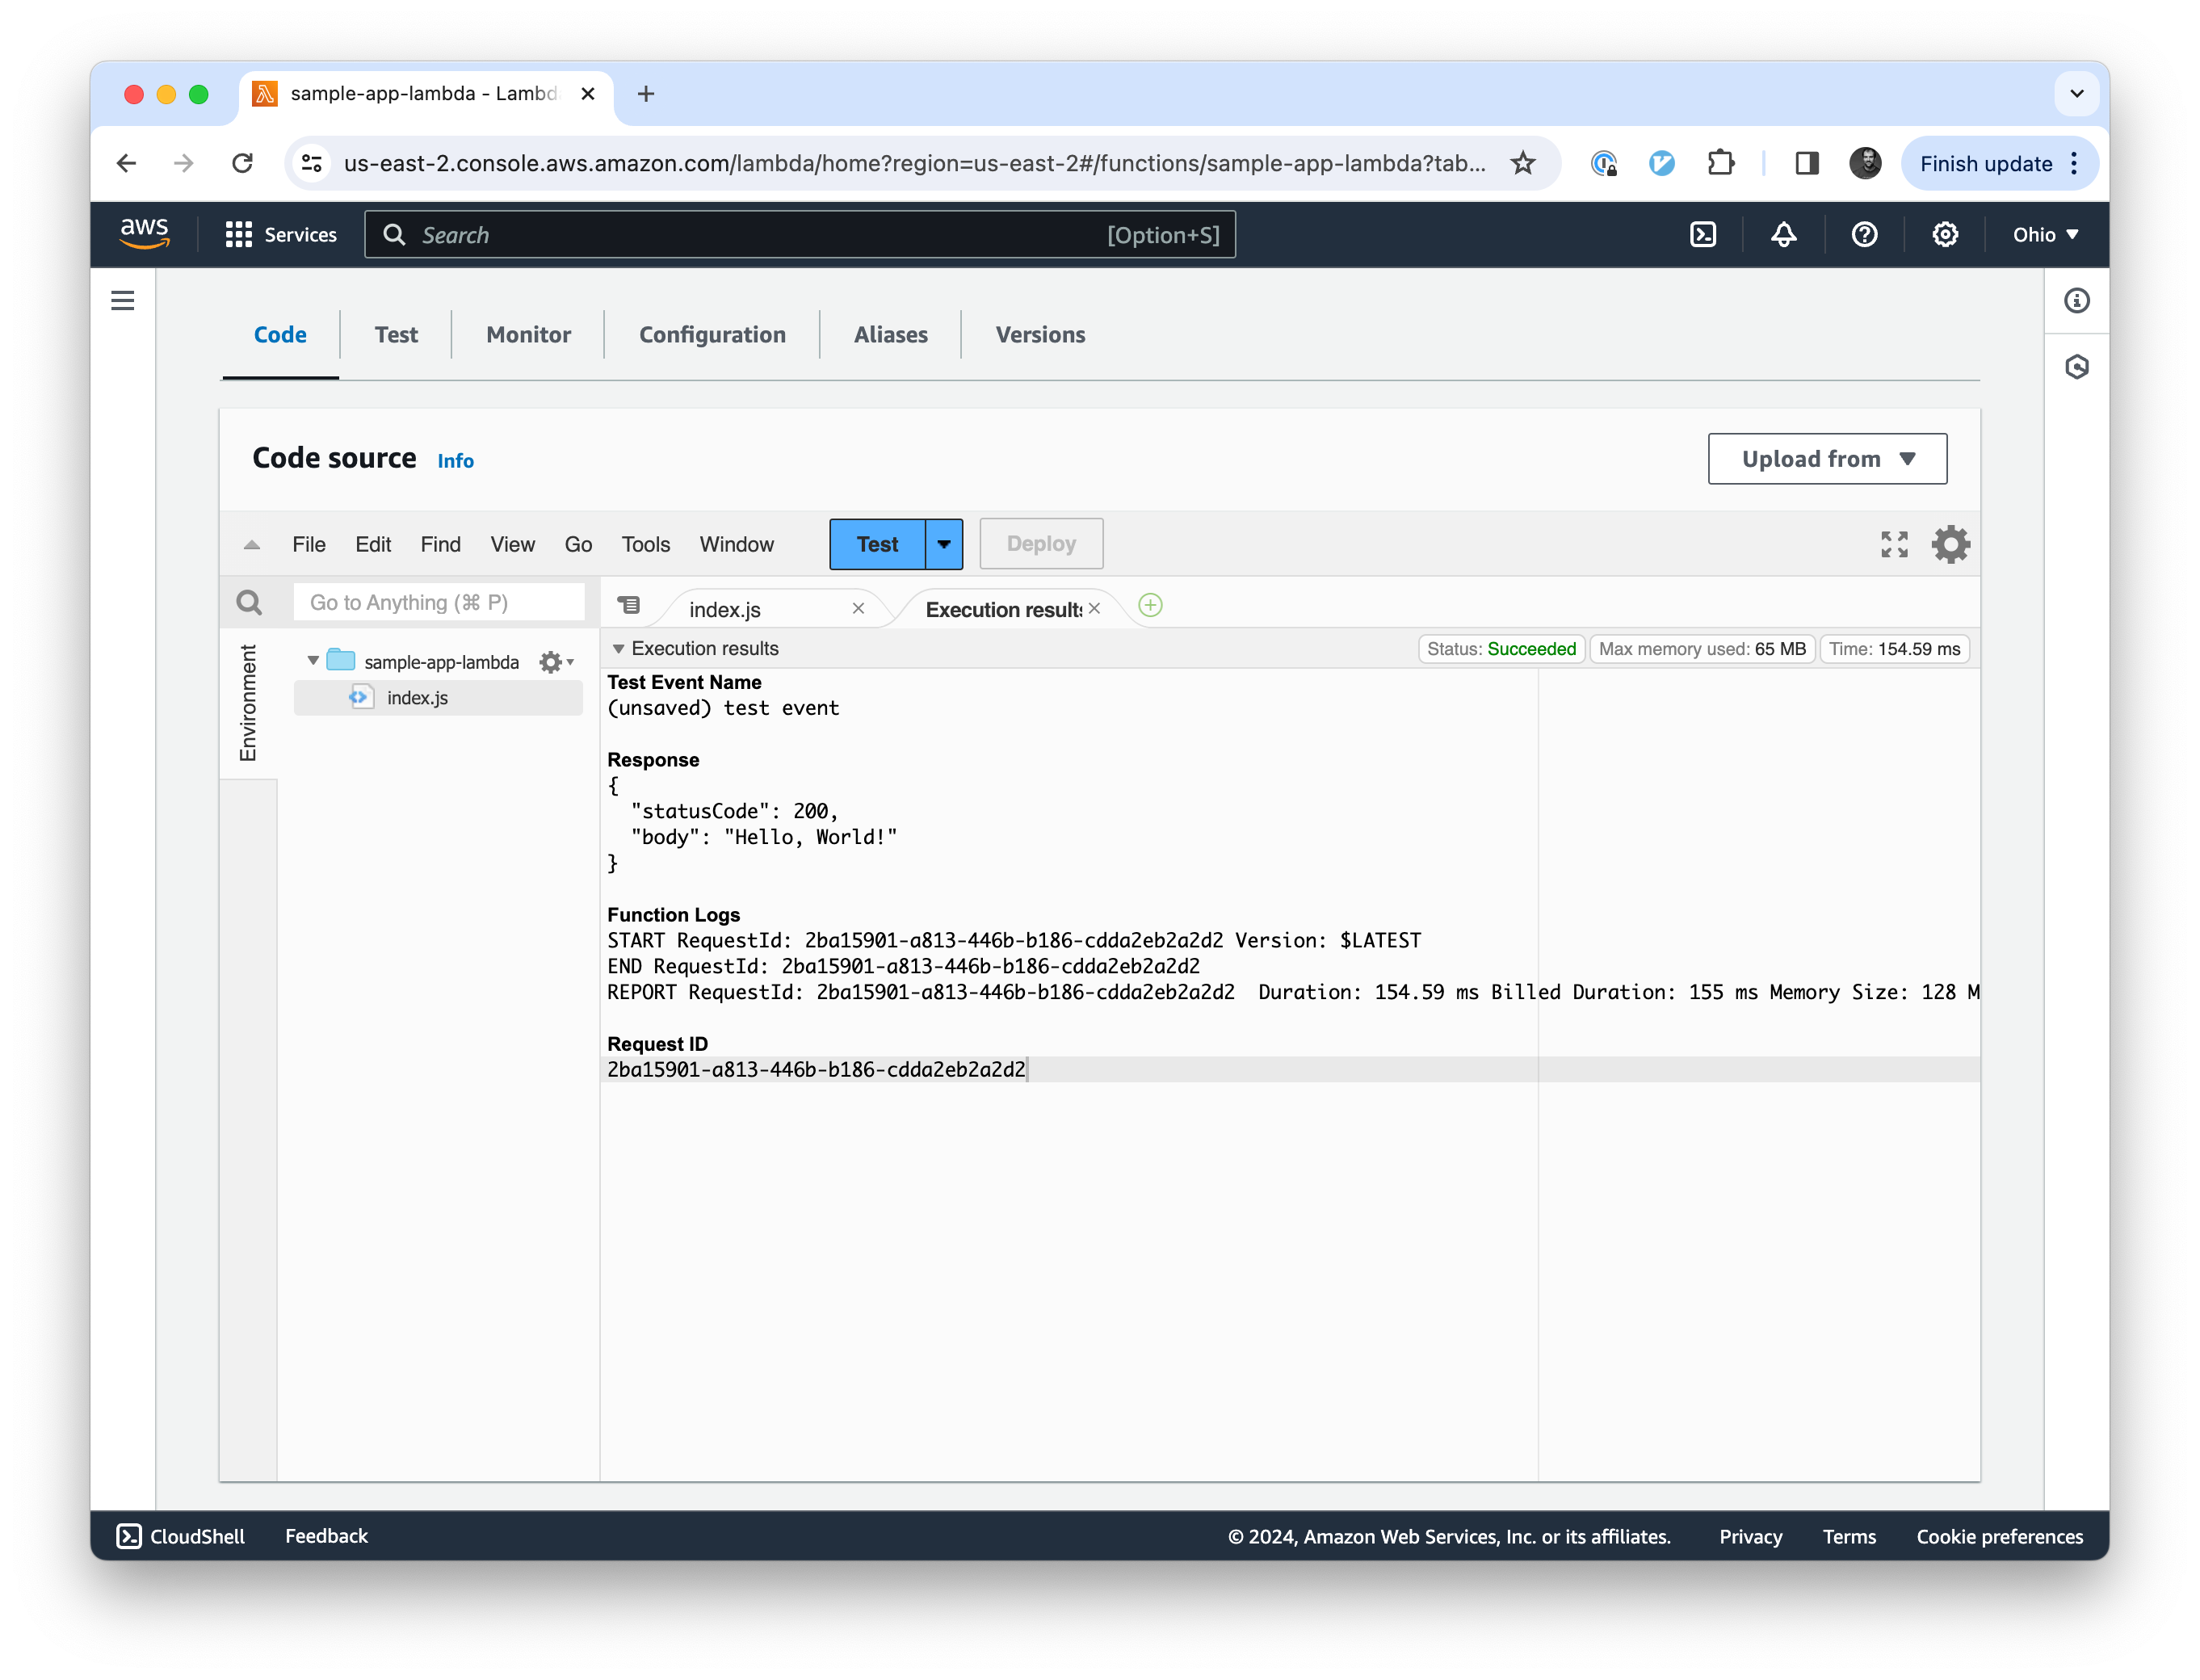 sample-app-lambda - Lambd
us-east-2.console.aws.amazon.com/lambda/home?region=us-east-2#/functions/sample-app-lambda?tab...
Finish update
aws
Services
Search
[Option+S]
Ohio
Code
Test
Monitor
Configuration
Aliases
Versions
Code source
Info
Upload from
File
Edit
Find
View
Go
Tools
Window
Test
Deploy
Go to Anything (⌘ P)
index.js
Execution results
Environment
sample-app-lambda
index.js
Execution results
Status: Succeeded
Max memory used: 65 MB
Time: 154.59 ms
Test Event Name
(unsaved) test event
Response
{
"statusCode": 200,
"body": "Hello, World!"
}
Function Logs
START RequestId: 2ba15901-a813-446b-b186-cdda2eb2a2d2 Version: $LATEST
END RequestId: 2ba15901-a813-446b-b186-cdda2eb2a2d2
REPORT RequestId: 2ba15901-a813-446b-b186-cdda2eb2a2d2 Duration: 154.59 ms Billed Duration: 155 ms Memory Size: 128 M
Request ID
2ba15901-a813-446b-b186-cdda2eb2a2d2
CloudShell
Feedback
© 2024, Amazon Web Services, Inc. or its affiliates.
Privacy
Terms
Cookie preferences